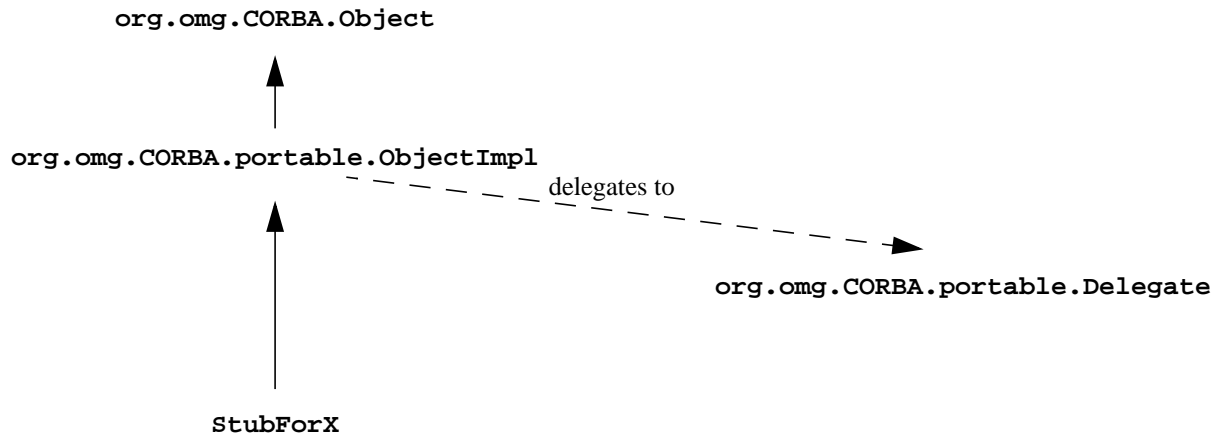 org.omg.CORBA.Object
org.omg.CORBA.portable.ObjectImpl
delegates to
org.omg.CORBA.portable.Delegate
StubForX